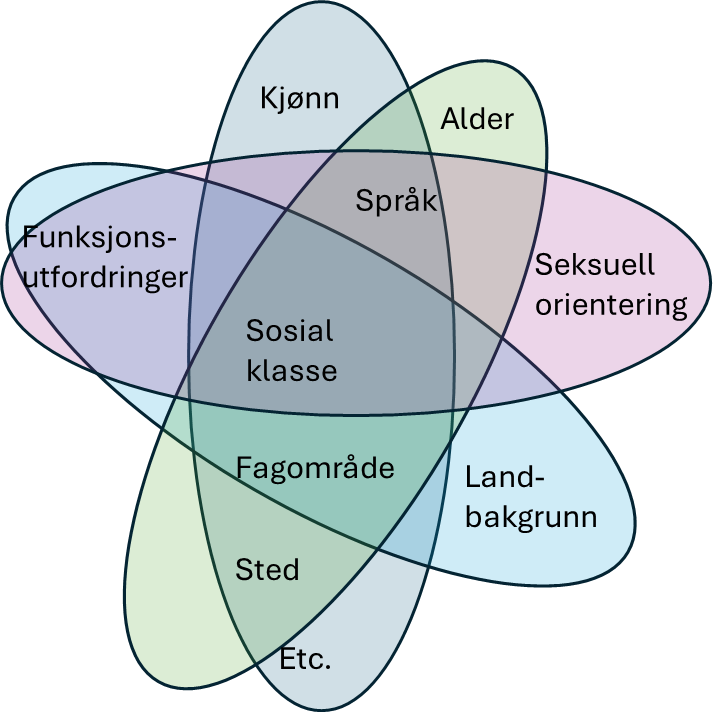 Kjønn
Alder
Språk
Funksjons-
utfordringer
Seksuell
orientering
Sosial
klasse
Fagområde
Land-
bakgrunn
Sted
Etc.